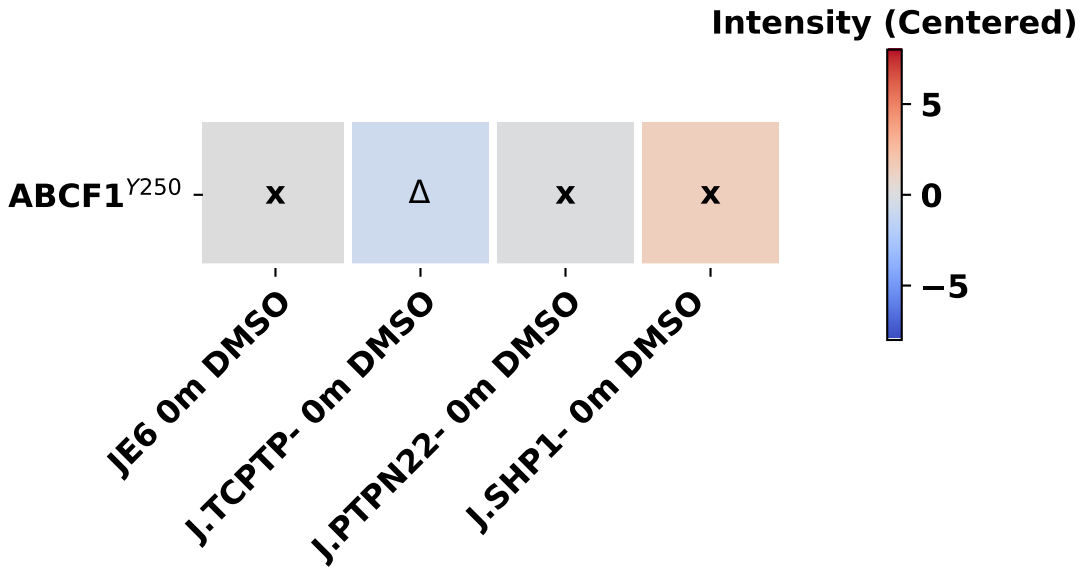 Intensity (Centered)
5
0
−5
ABCF1^Y250
x Δ x x
JE6 0m DMSO
J.TCPTP- 0m DMSO
J.PTPN22- 0m DMSO
J.SHP1- 0m DMSO